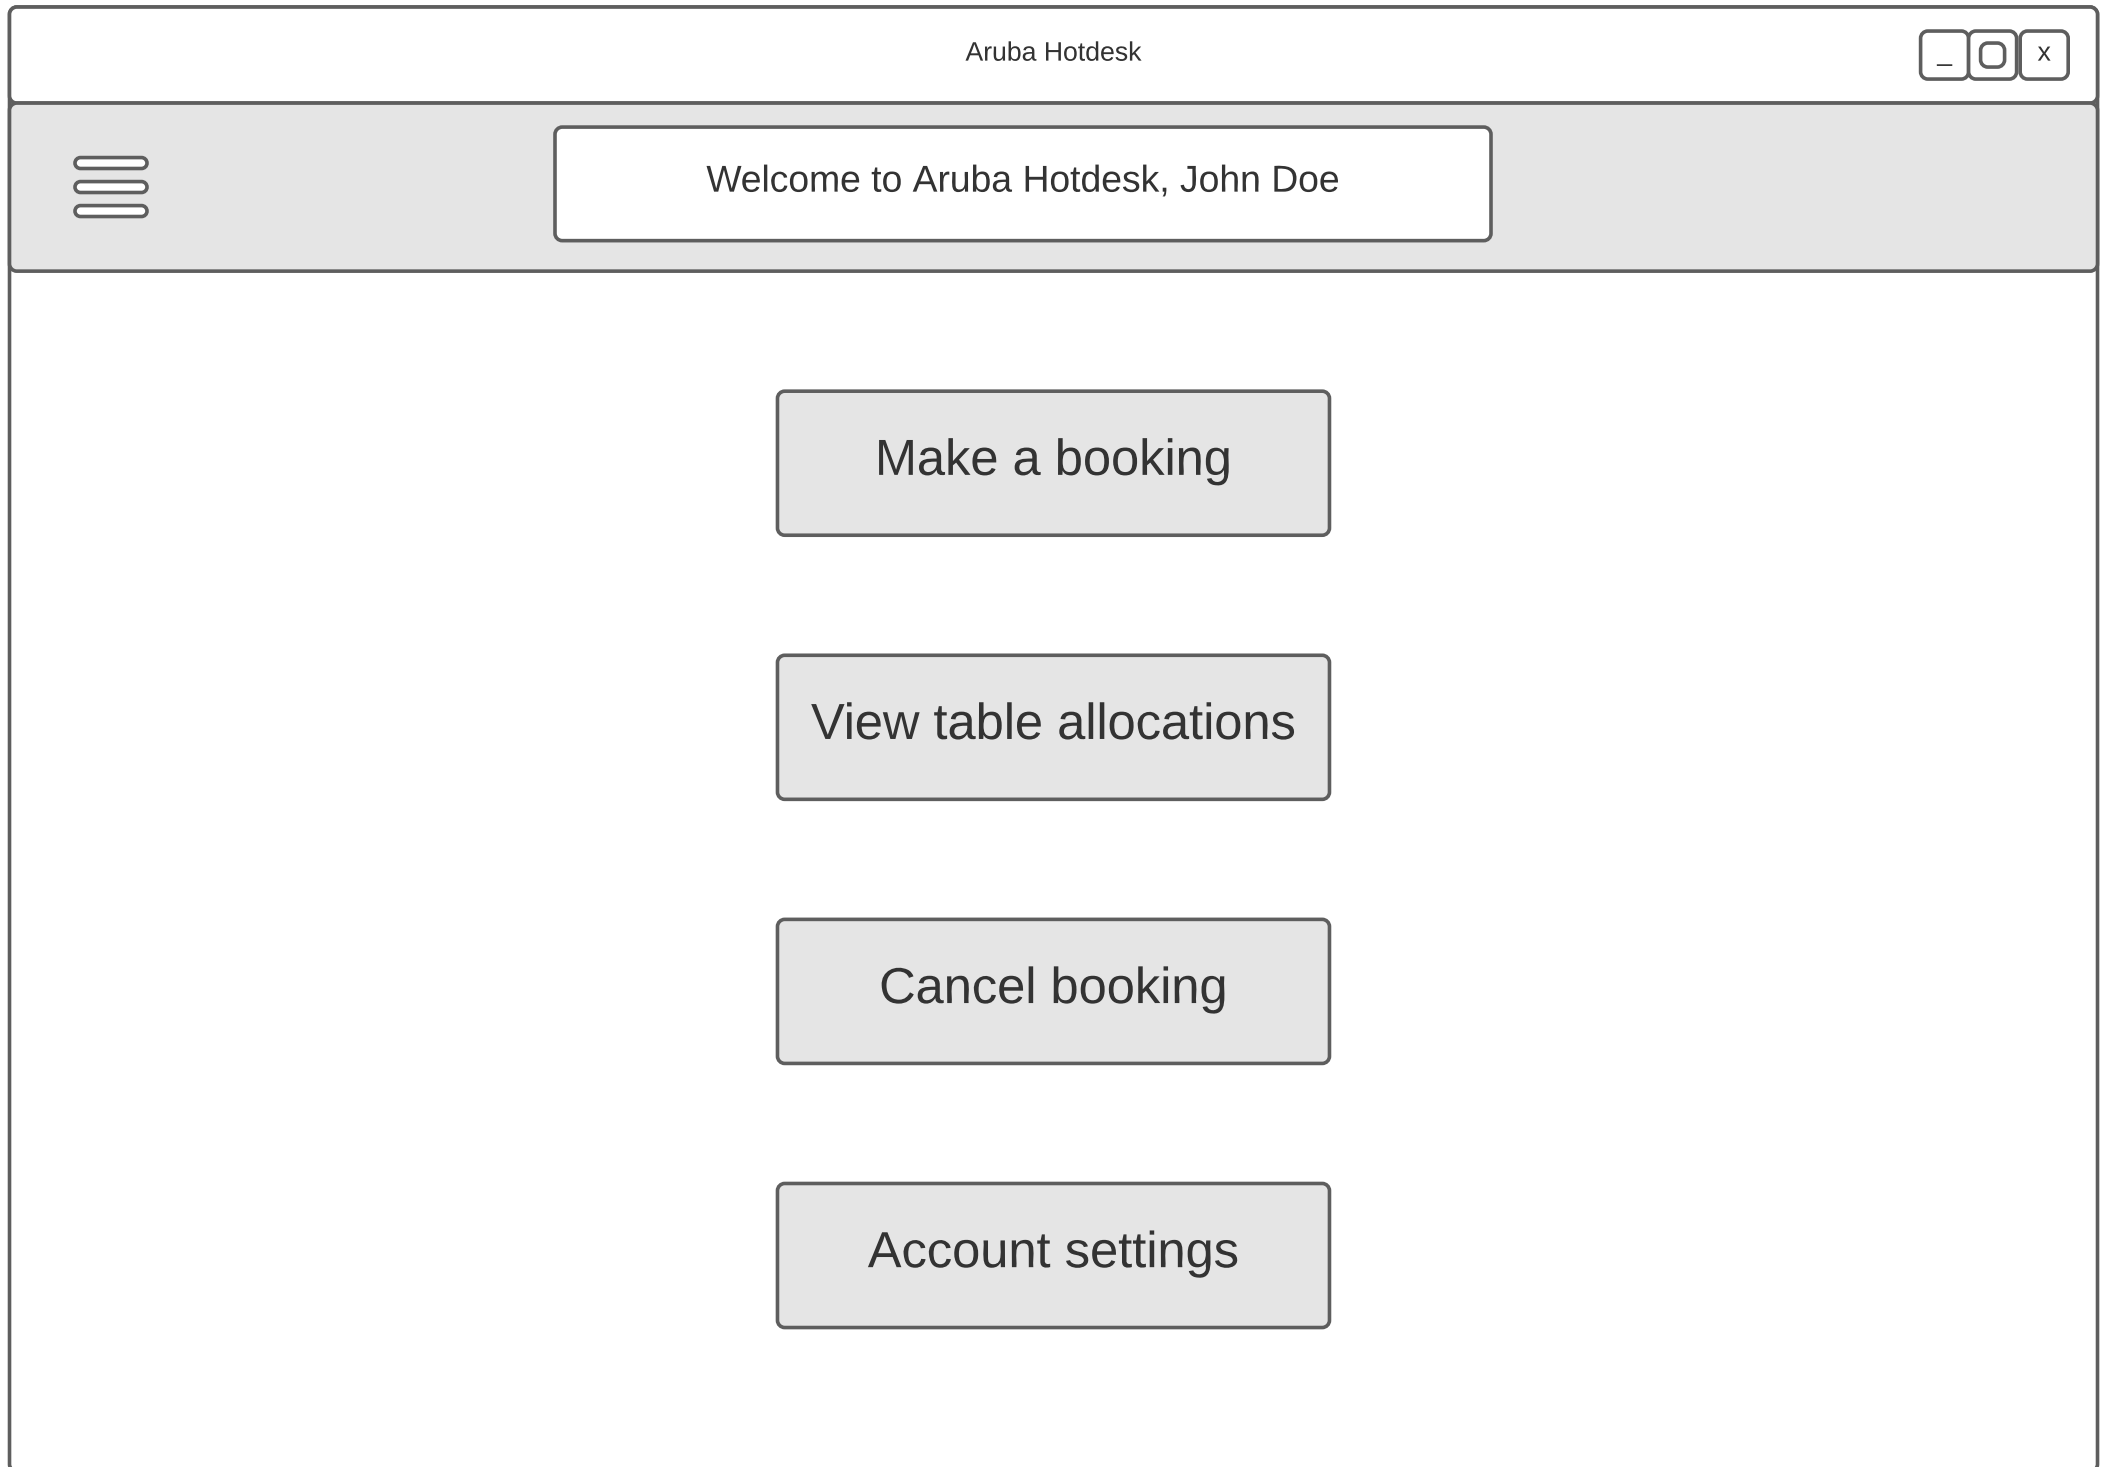 Aruba Hotdesk
_
x
Welcome to Aruba Hotdesk, John Doe
Make a booking
View table allocations
Cancel booking
Account settings